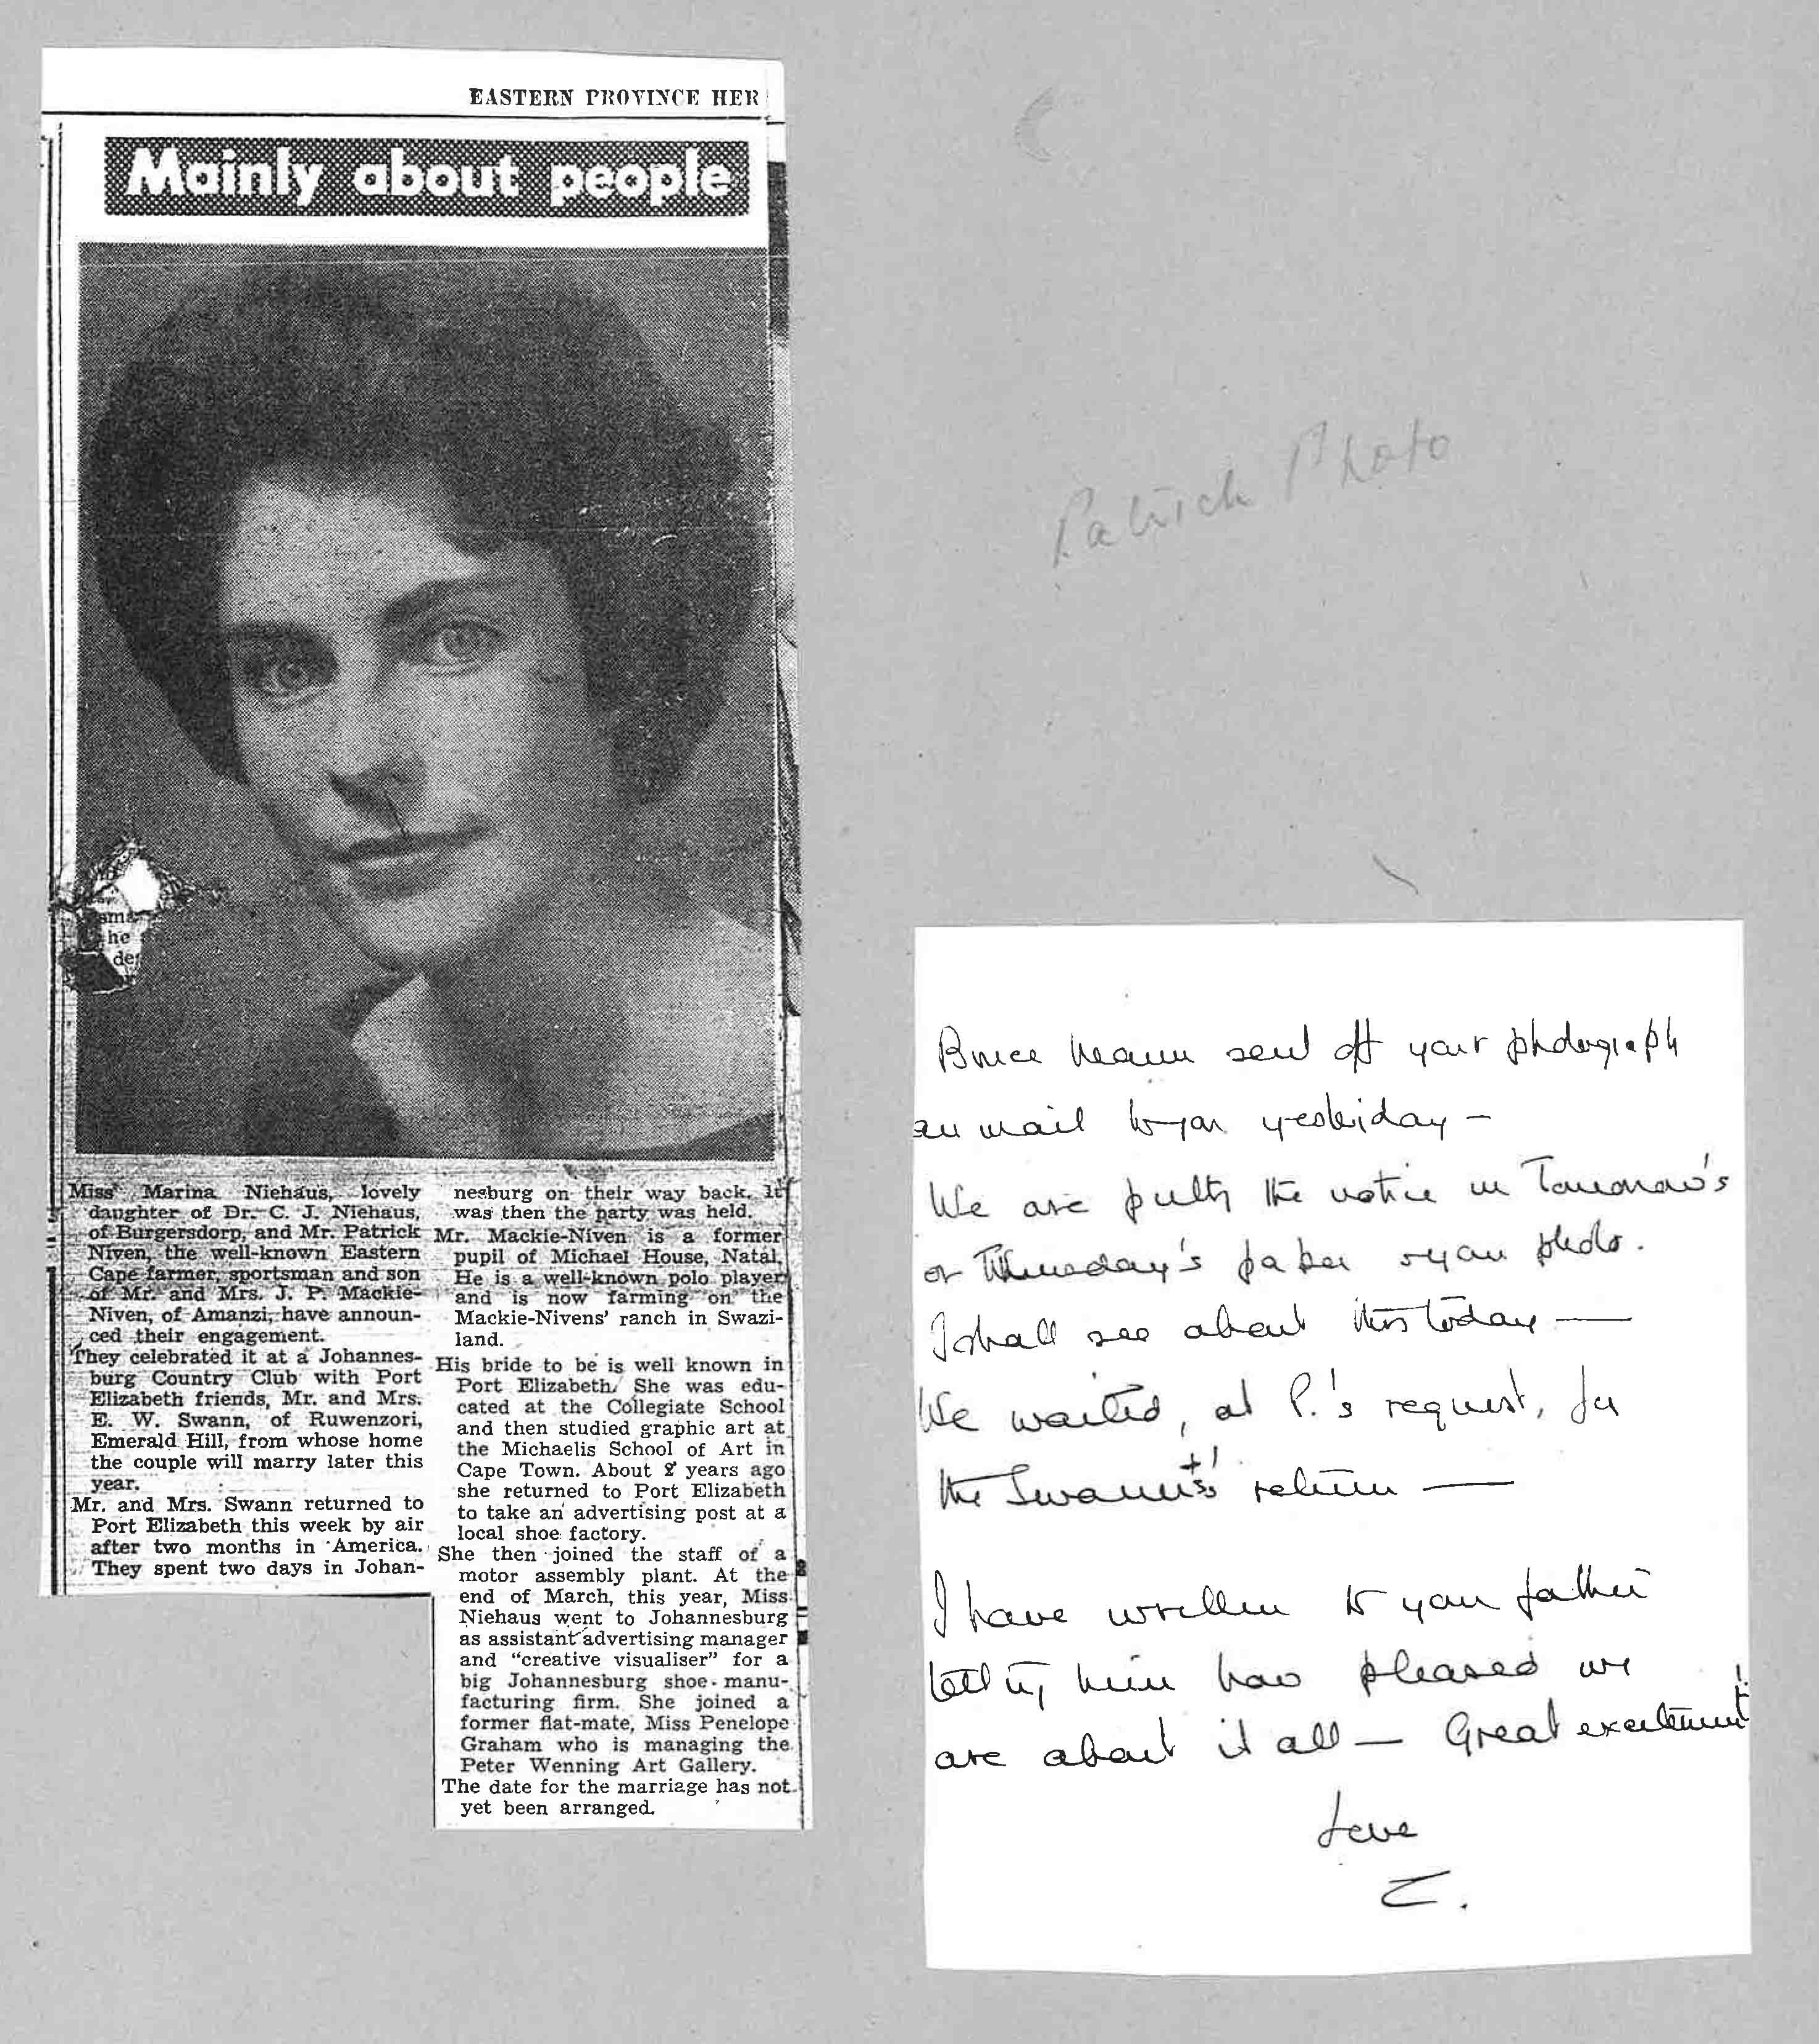 EASTERN PROVINCE HER
Mainly about people
sma
he
de
Miss Marina Niehaus, lovely
daughter of Dr. C. J. Niehaus,
of Burgersdorp, and Mr. Patrick
Niven, the well-known Eastern
Cape farmer, sportsman and son
of Mr. and Mrs. J. P. Mackie-
Niven, of Amanzi, have announ-
ced their engagement.
They celebrated it at a Johannes-
burg Country Club with Port
Elizabeth friends, Mr. and Mrs.
E. W. Swann, of Ruwenzori,
Emerald Hill, from whose home
the couple will marry later this
year.
Mr. and Mrs. Swann returned to
Port Elizabeth this week by air
after two months in America.
They spent two days in Johan-
nesburg on their way back. It
was then the party was held.
Mr. Mackie-Niven is a former
pupil of Michael House, Natal.
He is a well-known polo player
and is now farming on the
Mackie-Nivens' ranch in Swazi-
land.
His bride to be is well known in
Port Elizabeth. She was edu-
cated at the Collegiate School
and then studied graphic art at
the Michaelis School of Art in
Cape Town. About 2 years ago
she returned to Port Elizabeth
to take an advertising post at a
local shoe factory.
She then joined the staff of a
motor assembly plant. At the
end of March, this year, Miss
Niehaus went to Johannesburg
as assistant advertising manager
and "creative visualiser" for a
big Johannesburg shoe manu-
facturing firm. She joined a
former flat-mate, Miss Penelope
Graham who is managing the
Peter Wenning Art Gallery.
The date for the marriage has not
yet been arranged.
Patrick Photo
Bruce Mann send off your photograph
air mail to you yesterday —
We are putting the notice in Tomorrow's
or Thursday's paper & your photo.
I shall see about this today —
We waited, at P.'s request, for
the Swanns' return —
I have written to your father
telling him how pleased we
are about it all — Great excitement!
Love